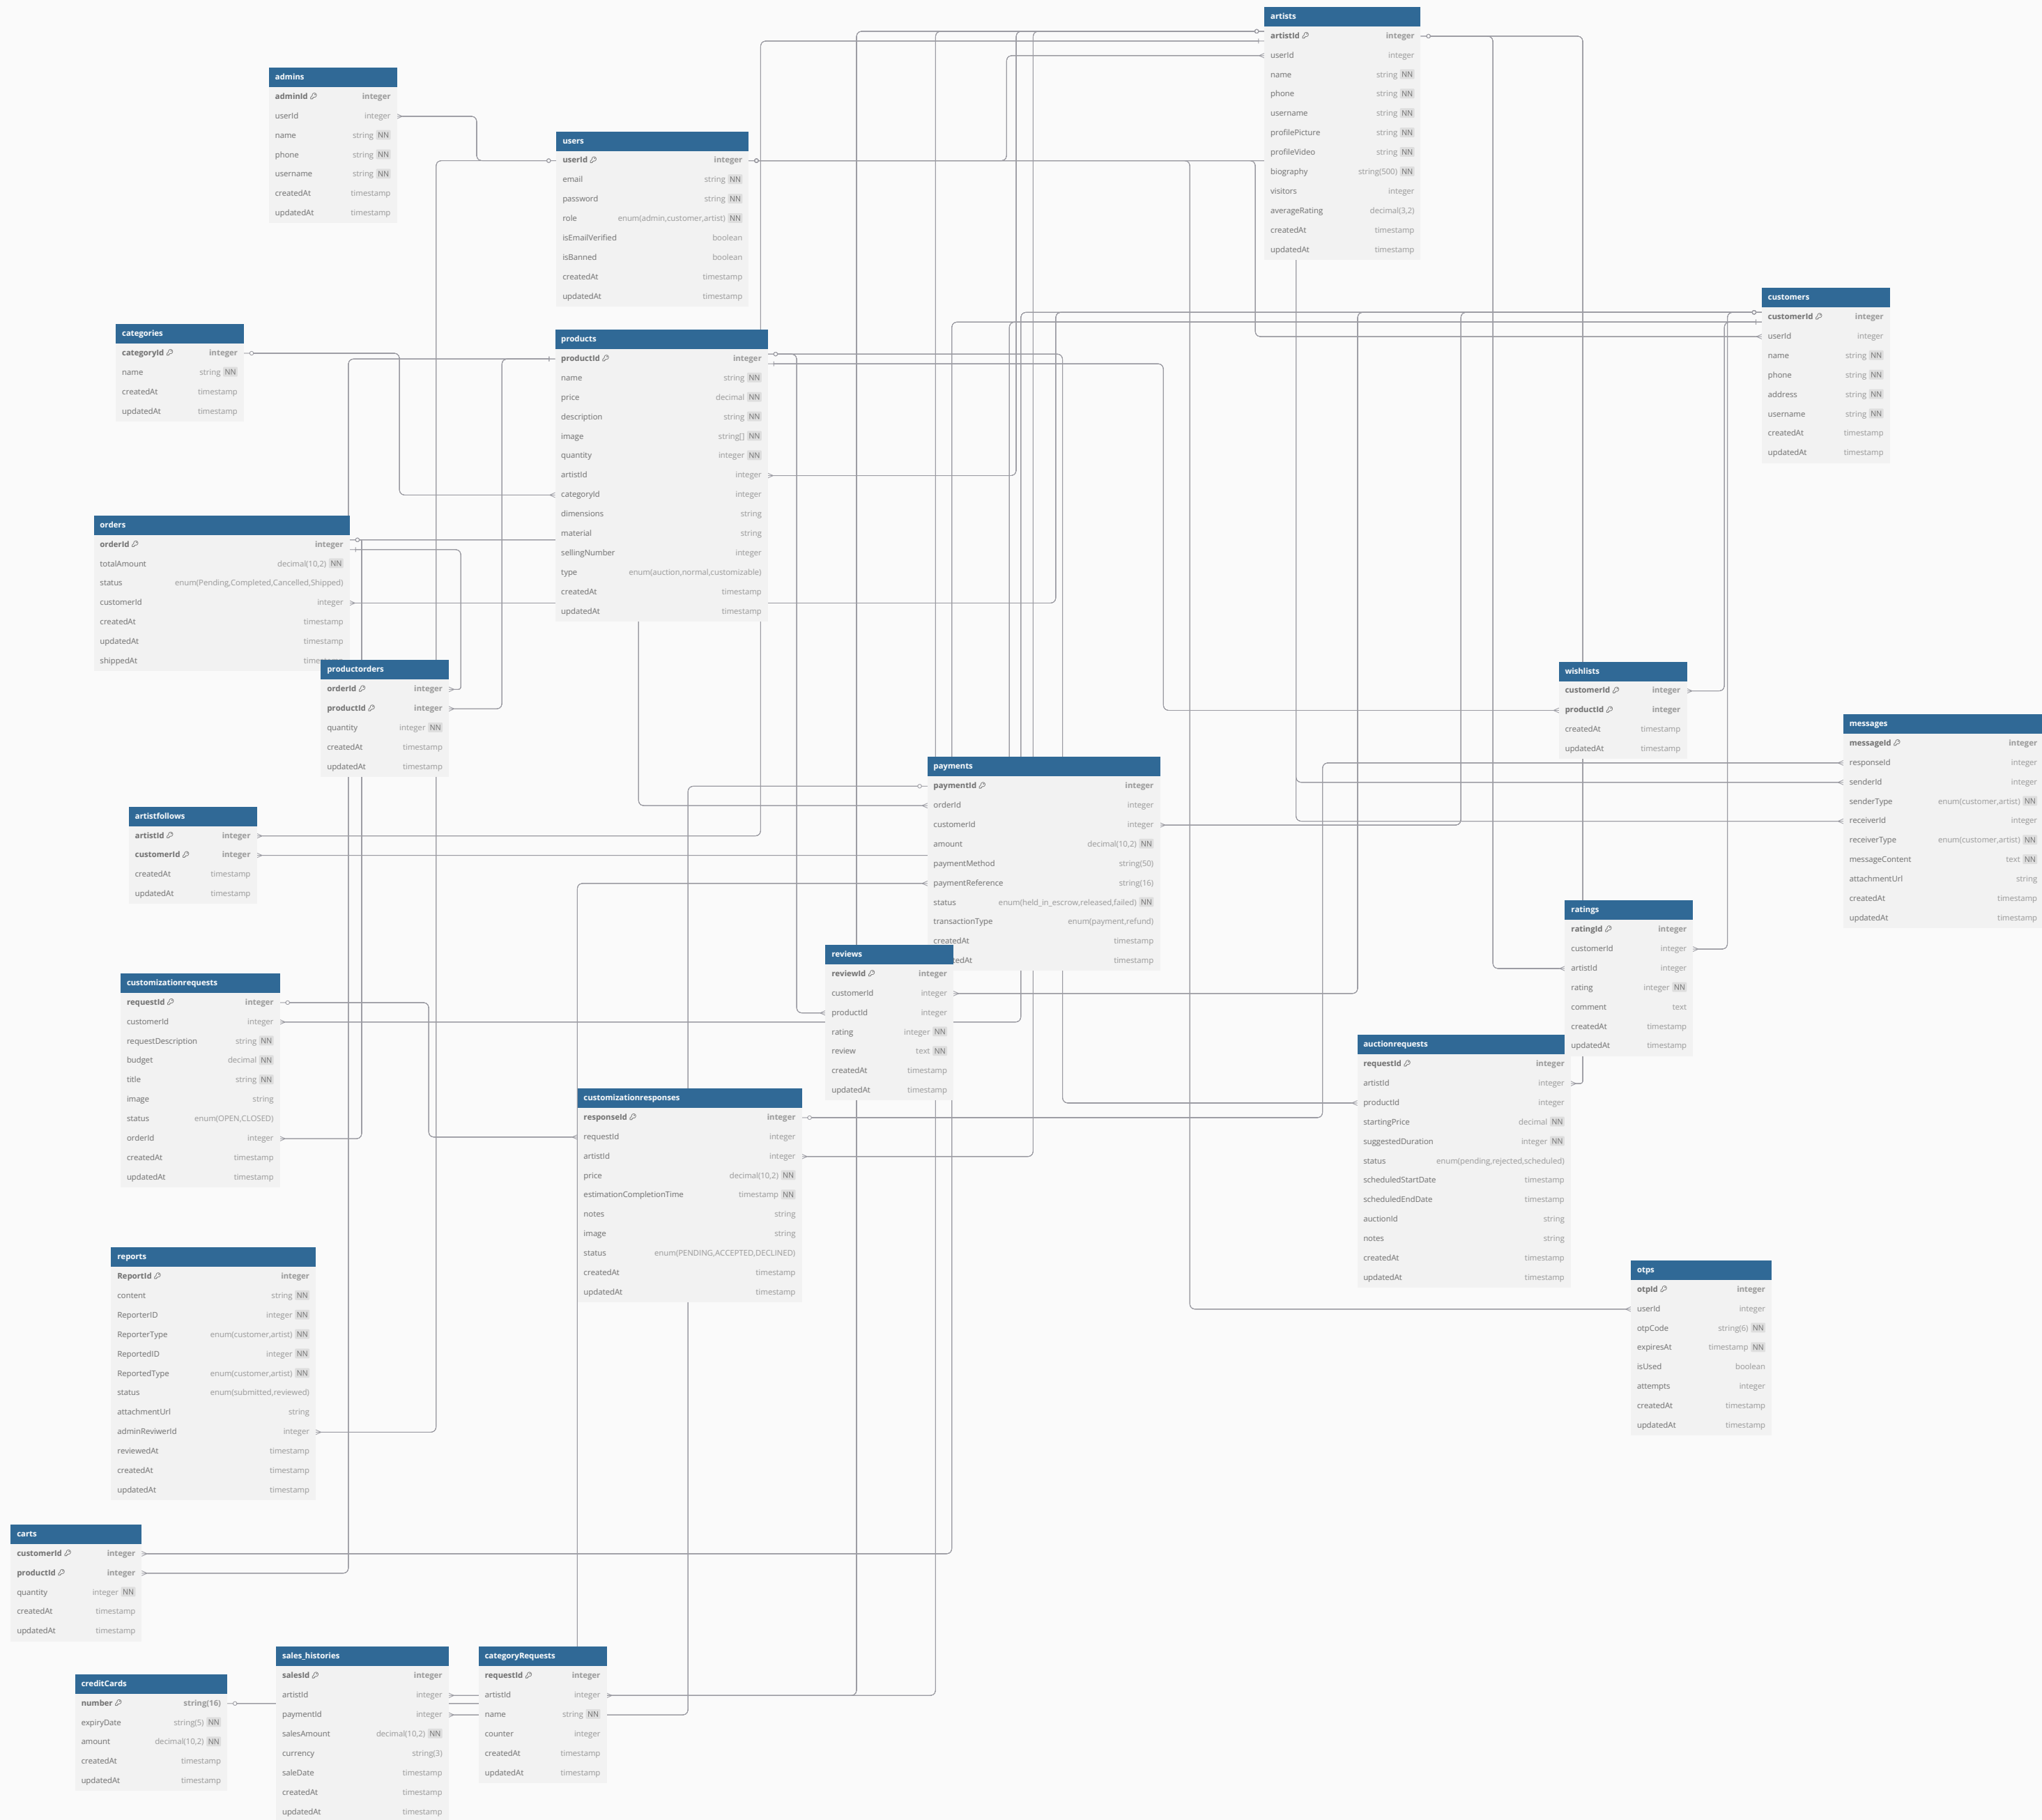 artists
artistId integer
userId integer
name string NN
phone string NN
username string NN
profilePicture string NN
profileVideo string NN
biography string(500) NN
visitors integer
averageRating decimal(3,2)
createdAt timestamp
updatedAt timestamp
admins
adminId integer
userId integer
name string NN
phone string NN
username string NN
createdAt timestamp
updatedAt timestamp
users
userId integer
email string NN
password string NN
role enum(admin,customer,artist) NN
isEmailVerified boolean
isBanned boolean
createdAt timestamp
updatedAt timestamp
customers
customerId integer
userId integer
name string NN
phone string NN
address string NN
username string NN
createdAt timestamp
updatedAt timestamp
categories
categoryId integer
name string NN
createdAt timestamp
updatedAt timestamp
products
productId integer
name string NN
price decimal NN
description string NN
image string[] NN
quantity integer NN
artistId integer
categoryId integer
dimensions string
material string
sellingNumber integer
type enum(auction,normal,customizable)
createdAt timestamp
updatedAt timestamp
orders
orderId integer
totalAmount decimal(10,2) NN
status enum(Pending,Completed,Cancelled,Shipped)
customerId integer
createdAt timestamp
updatedAt timestamp
shippedAt
productorders
orderId integer
productId integer
quantity integer NN
createdAt timestamp
updatedAt timestamp
wishlists
customerId integer
productId integer
createdAt timestamp
updatedAt timestamp
messages
messageId integer
responseId integer
senderId integer
senderType enum(customer,artist) NN
receiverId integer
receiverType enum(customer,artist) NN
messageContent text NN
attachmentUrl string
createdAt timestamp
updatedAt timestamp
payments
paymentId integer
orderId integer
customerId integer
amount decimal(10,2) NN
paymentMethod string(50)
paymentReference string(16)
status enum(held_in_escrow,released,failed) NN
transactionType enum(payment,refund)
createdAt timestamp
timestamp
artistfollows
artistId integer
customerId integer
createdAt timestamp
updatedAt timestamp
ratings
ratingId integer
customerId integer
artistId integer
rating integer NN
comment text
createdAt timestamp
updatedAt timestamp
reviews
reviewId integer
customerId integer
productId integer
rating integer NN
review text NN
createdAt timestamp
updatedAt timestamp
customizationrequests
requestId integer
customerId integer
requestDescription string NN
budget decimal NN
title string NN
image string
status enum(OPEN,CLOSED)
orderId integer
createdAt timestamp
updatedAt timestamp
auctionrequests
requestId integer
artistId integer
productId integer
startingPrice decimal NN
suggestedDuration integer NN
status enum(pending,rejected,scheduled)
scheduledStartDate timestamp
scheduledEndDate timestamp
auctionId string
notes string
createdAt timestamp
updatedAt timestamp
customizationresponses
responseId integer
requestId integer
artistId integer
price decimal(10,2) NN
estimationCompletionTime timestamp NN
notes string
image string
status enum(PENDING,ACCEPTED,DECLINED)
createdAt timestamp
updatedAt timestamp
reports
ReportId integer
content string NN
ReporterID integer NN
ReporterType enum(customer,artist) NN
ReportedID integer NN
ReportedType enum(customer,artist) NN
status enum(submitted,reviewed)
attachmentUrl string
adminReviwerId integer
reviewedAt timestamp
createdAt timestamp
updatedAt timestamp
otps
otpId integer
userId integer
otpCode string(6) NN
expiresAt timestamp NN
isUsed boolean
attempts integer
createdAt timestamp
updatedAt timestamp
carts
customerId integer
productId integer
quantity integer NN
createdAt timestamp
updatedAt timestamp
creditCards
number string(16)
expiryDate string(5) NN
amount decimal(10,2) NN
createdAt timestamp
updatedAt timestamp
sales_histories
salesId integer
artistId integer
paymentId integer
salesAmount decimal(10,2) NN
currency string(3)
saleDate timestamp
createdAt timestamp
updatedAt timestamp
categoryRequests
requestId integer
artistId integer
name string NN
counter integer
createdAt timestamp
updatedAt timestamp